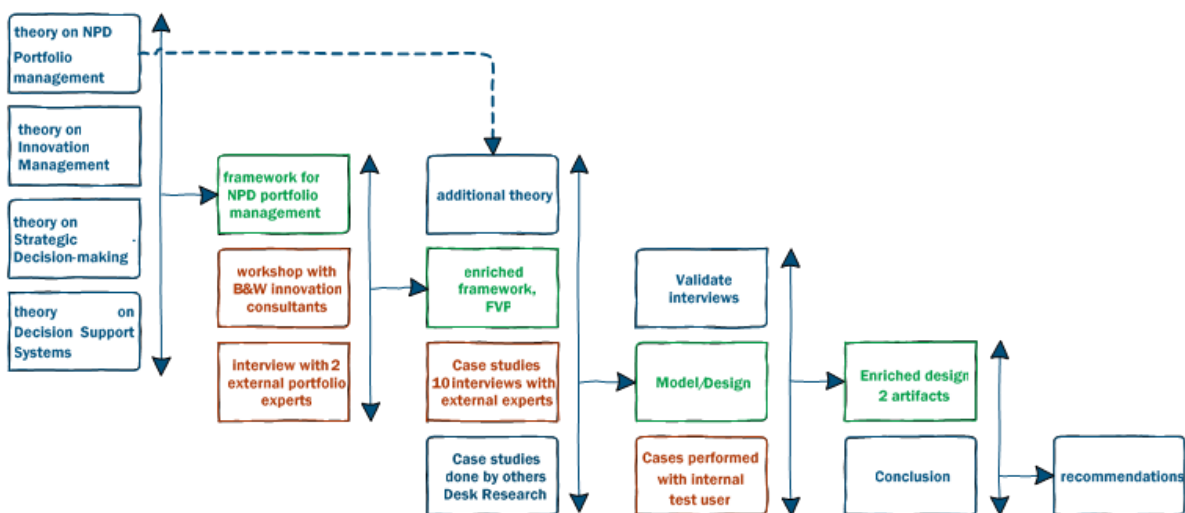 theory on NPD
Portfolio
management
theory on
Innovation
Management
theory on
Strategic
Decision-making
theory on
Decision Support
Systems
framework for
NPD portfolio
management
workshop with
B&W innovation
consultants
interview with 2
external portfolio
experts
additional theory
enriched
framework,
FVP
Case studies
10 interviews with
external experts
Case studies
done by others
Desk Research
Validate
interviews
Model/Design
Cases performed
with internal
test user
Enriched design
2 artifacts
Conclusion
recommendations